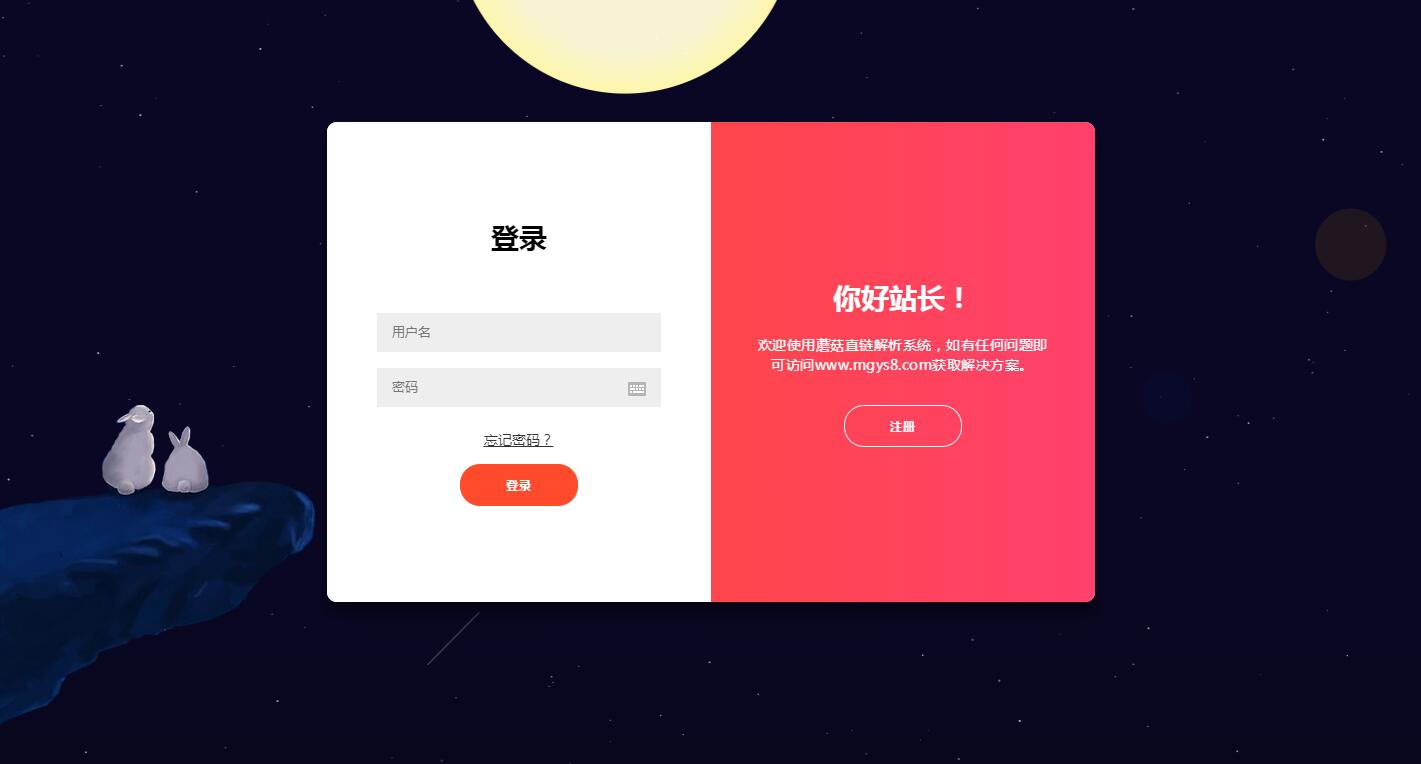 登录
用户名
密码
忘记密码？
登录
你好站长！
欢迎使用蘑菇直链解析系统，如有任何问题即
可访问www.mgys8.com获取解决方案。
注册